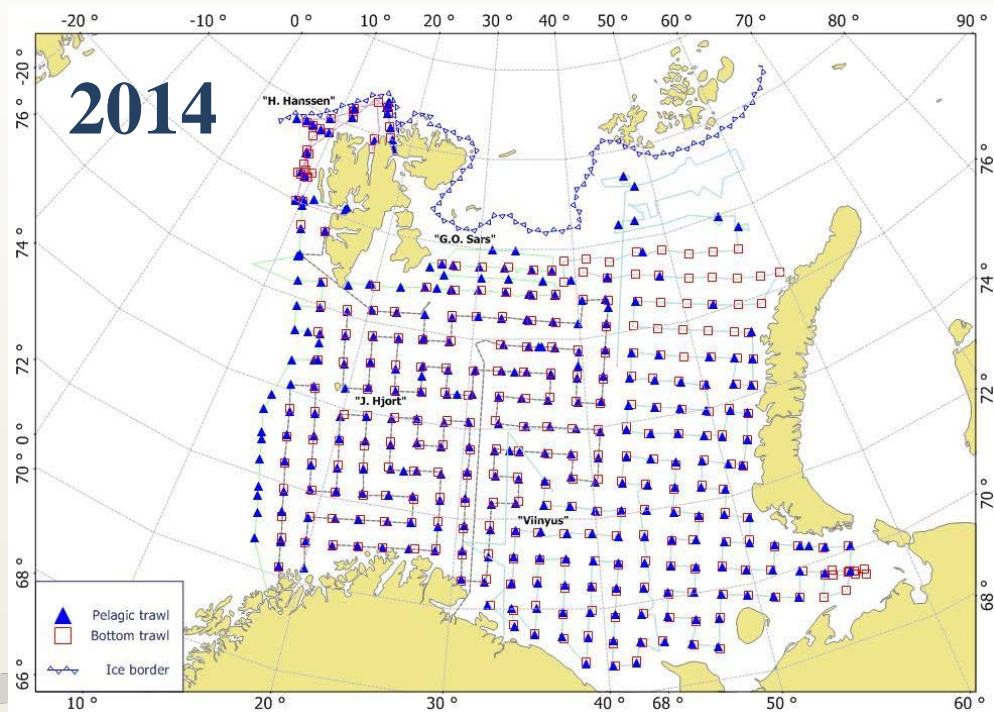 -20 ° -10 ° 0 ° 10 ° 20 ° 30 ° 40 ° 50 ° 60 ° 70 ° 80 ° 90 °
-20 °
76 °
2014
"H. Hanssen"
76 °
74 °
"G.O. Sars"
74 °
72 °
"J. Hjort"
72 °
0 °
70 °
70 °
"Vilnyus"
68 °
68 °
Pelagic trawl
Bottom trawl
Ice border
66 °
10 ° 20 ° 30 ° 40 ° 68 ° 50 ° 60 °